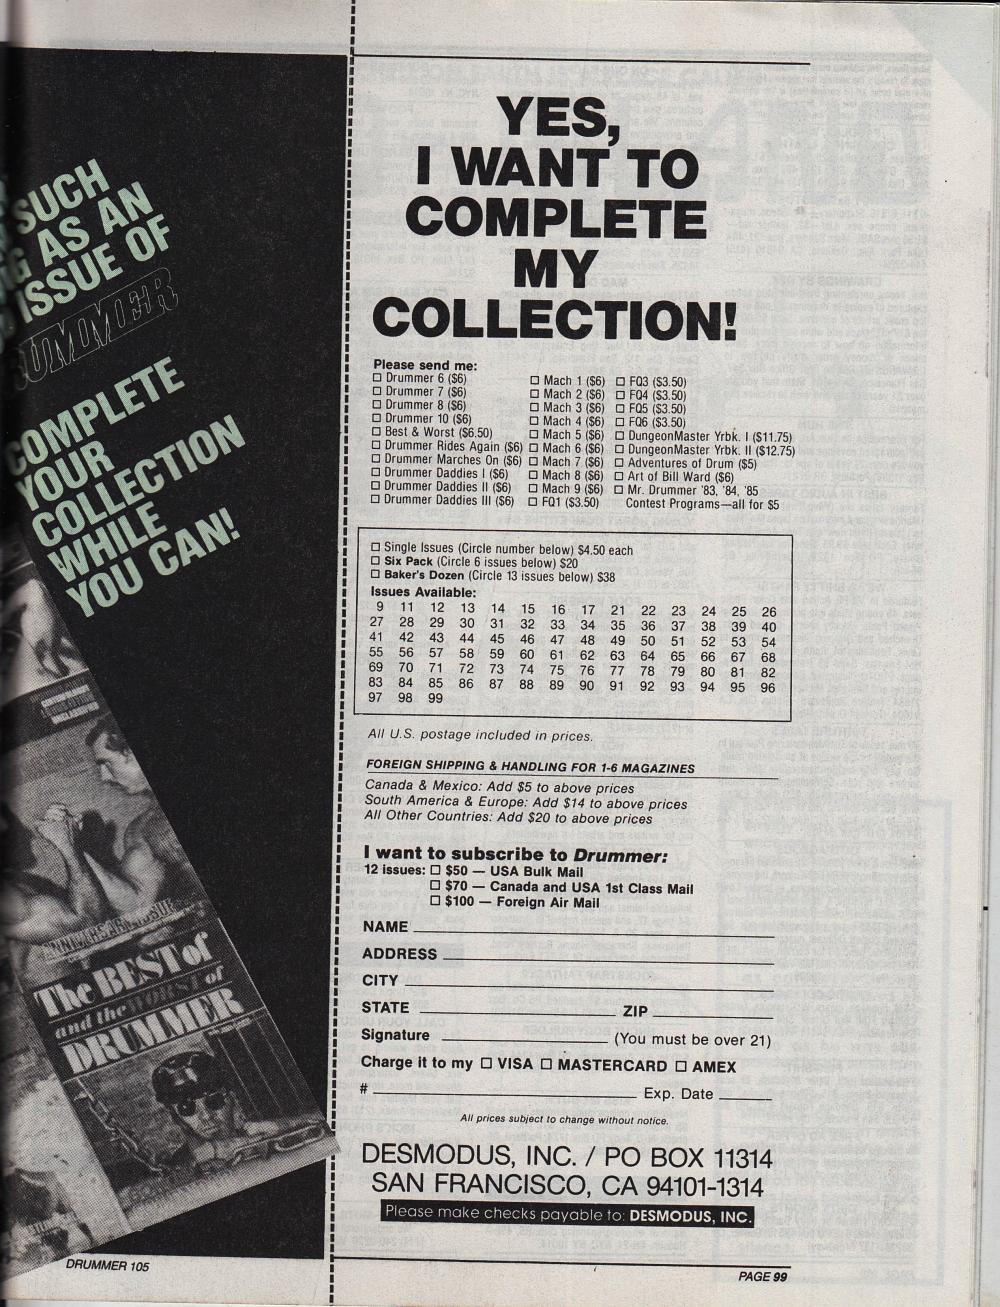 SUCH
G AS AN
ISSUE OF
UMMER
COMPLETE
YOUR
COLLECTION
WHILE
YOU CAN!
The BEST of
and the WORST of
DRUMMER
DRUMMER 105
YES,
I WANT TO
COMPLETE
MY
COLLECTION!
Please send me:
☐ Drummer 6 ($6)
☐ Drummer 7 ($6)
☐ Drummer 8 ($6)
☐ Drummer 10 ($6)
☐ Best & Worst ($6.50)
☐ Drummer Rides Again ($6)
☐ Drummer Marches On ($6)
☐ Drummer Daddies I ($6)
☐ Drummer Daddies II ($6)
☐ Drummer Daddies III ($6)
☐ Mach 1 ($6)
☐ Mach 2 ($6)
☐ Mach 3 ($6)
☐ Mach 4 ($6)
☐ Mach 5 ($6)
☐ Mach 6 ($6)
☐ Mach 7 ($6)
☐ Mach 8 ($6)
☐ Mach 9 ($6)
☐ FQ1 ($3.50)
☐ FQ3 ($3.50)
☐ FQ4 ($3.50)
☐ FQ5 ($3.50)
☐ FQ6 ($3.50)
☐ DungeonMaster Yrbk. I ($11.75)
☐ DungeonMaster Yrbk. II ($12.75)
☐ Adventures of Drum ($5)
☐ Art of Bill Ward ($6)
☐ Mr. Drummer '83, '84, '85
Contest Programs—all for $5
☐ Single Issues (Circle number below) $4.50 each
☐ Six Pack (Circle 6 issues below) $20
☐ Baker's Dozen (Circle 13 issues below) $38
Issues Available:
9 11 12 13 14 15 16 17 21 22 23 24 25 26
27 28 29 30 31 32 33 34 35 36 37 38 39 40
41 42 43 44 45 46 47 48 49 50 51 52 53 54
55 56 57 58 59 60 61 62 63 64 65 66 67 68
69 70 71 72 73 74 75 76 77 78 79 80 81 82
83 84 85 86 87 88 89 90 91 92 93 94 95 96
97 98 99
All U.S. postage included in prices.
FOREIGN SHIPPING & HANDLING FOR 1-6 MAGAZINES
Canada & Mexico: Add $5 to above prices
South America & Europe: Add $14 to above prices
All Other Countries: Add $20 to above prices
I want to subscribe to Drummer:
12 issues: ☐ $50 — USA Bulk Mail
☐ $70 — Canada and USA 1st Class Mail
☐ $100 — Foreign Air Mail
NAME
ADDRESS
CITY
STATE ZIP
Signature (You must be over 21)
Charge it to my ☐ VISA ☐ MASTERCARD ☐ AMEX
# Exp. Date
All prices subject to change without notice.
DESMODUS, INC. / PO BOX 11314
SAN FRANCISCO, CA 94101-1314
Please make checks payable to: DESMODUS, INC.
PAGE 99